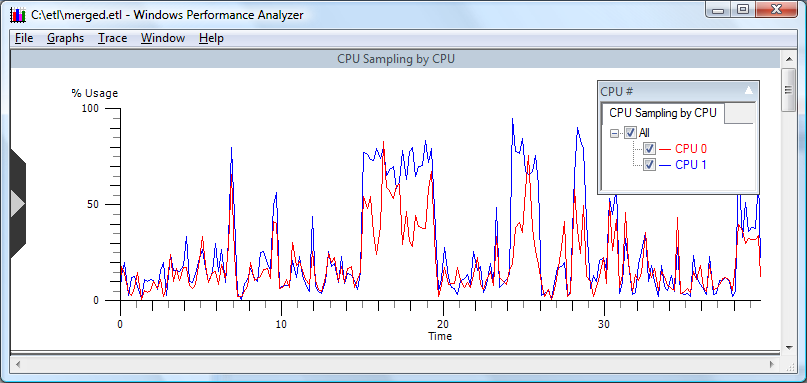 C:\etl\merged.etl - Windows Performance Analyzer
File Graphs Trace Window Help
CPU Sampling by CPU
% Usage
100
50
0
0 10 20 30
Time
CPU #
CPU Sampling by CPU
All
CPU 0
CPU 1